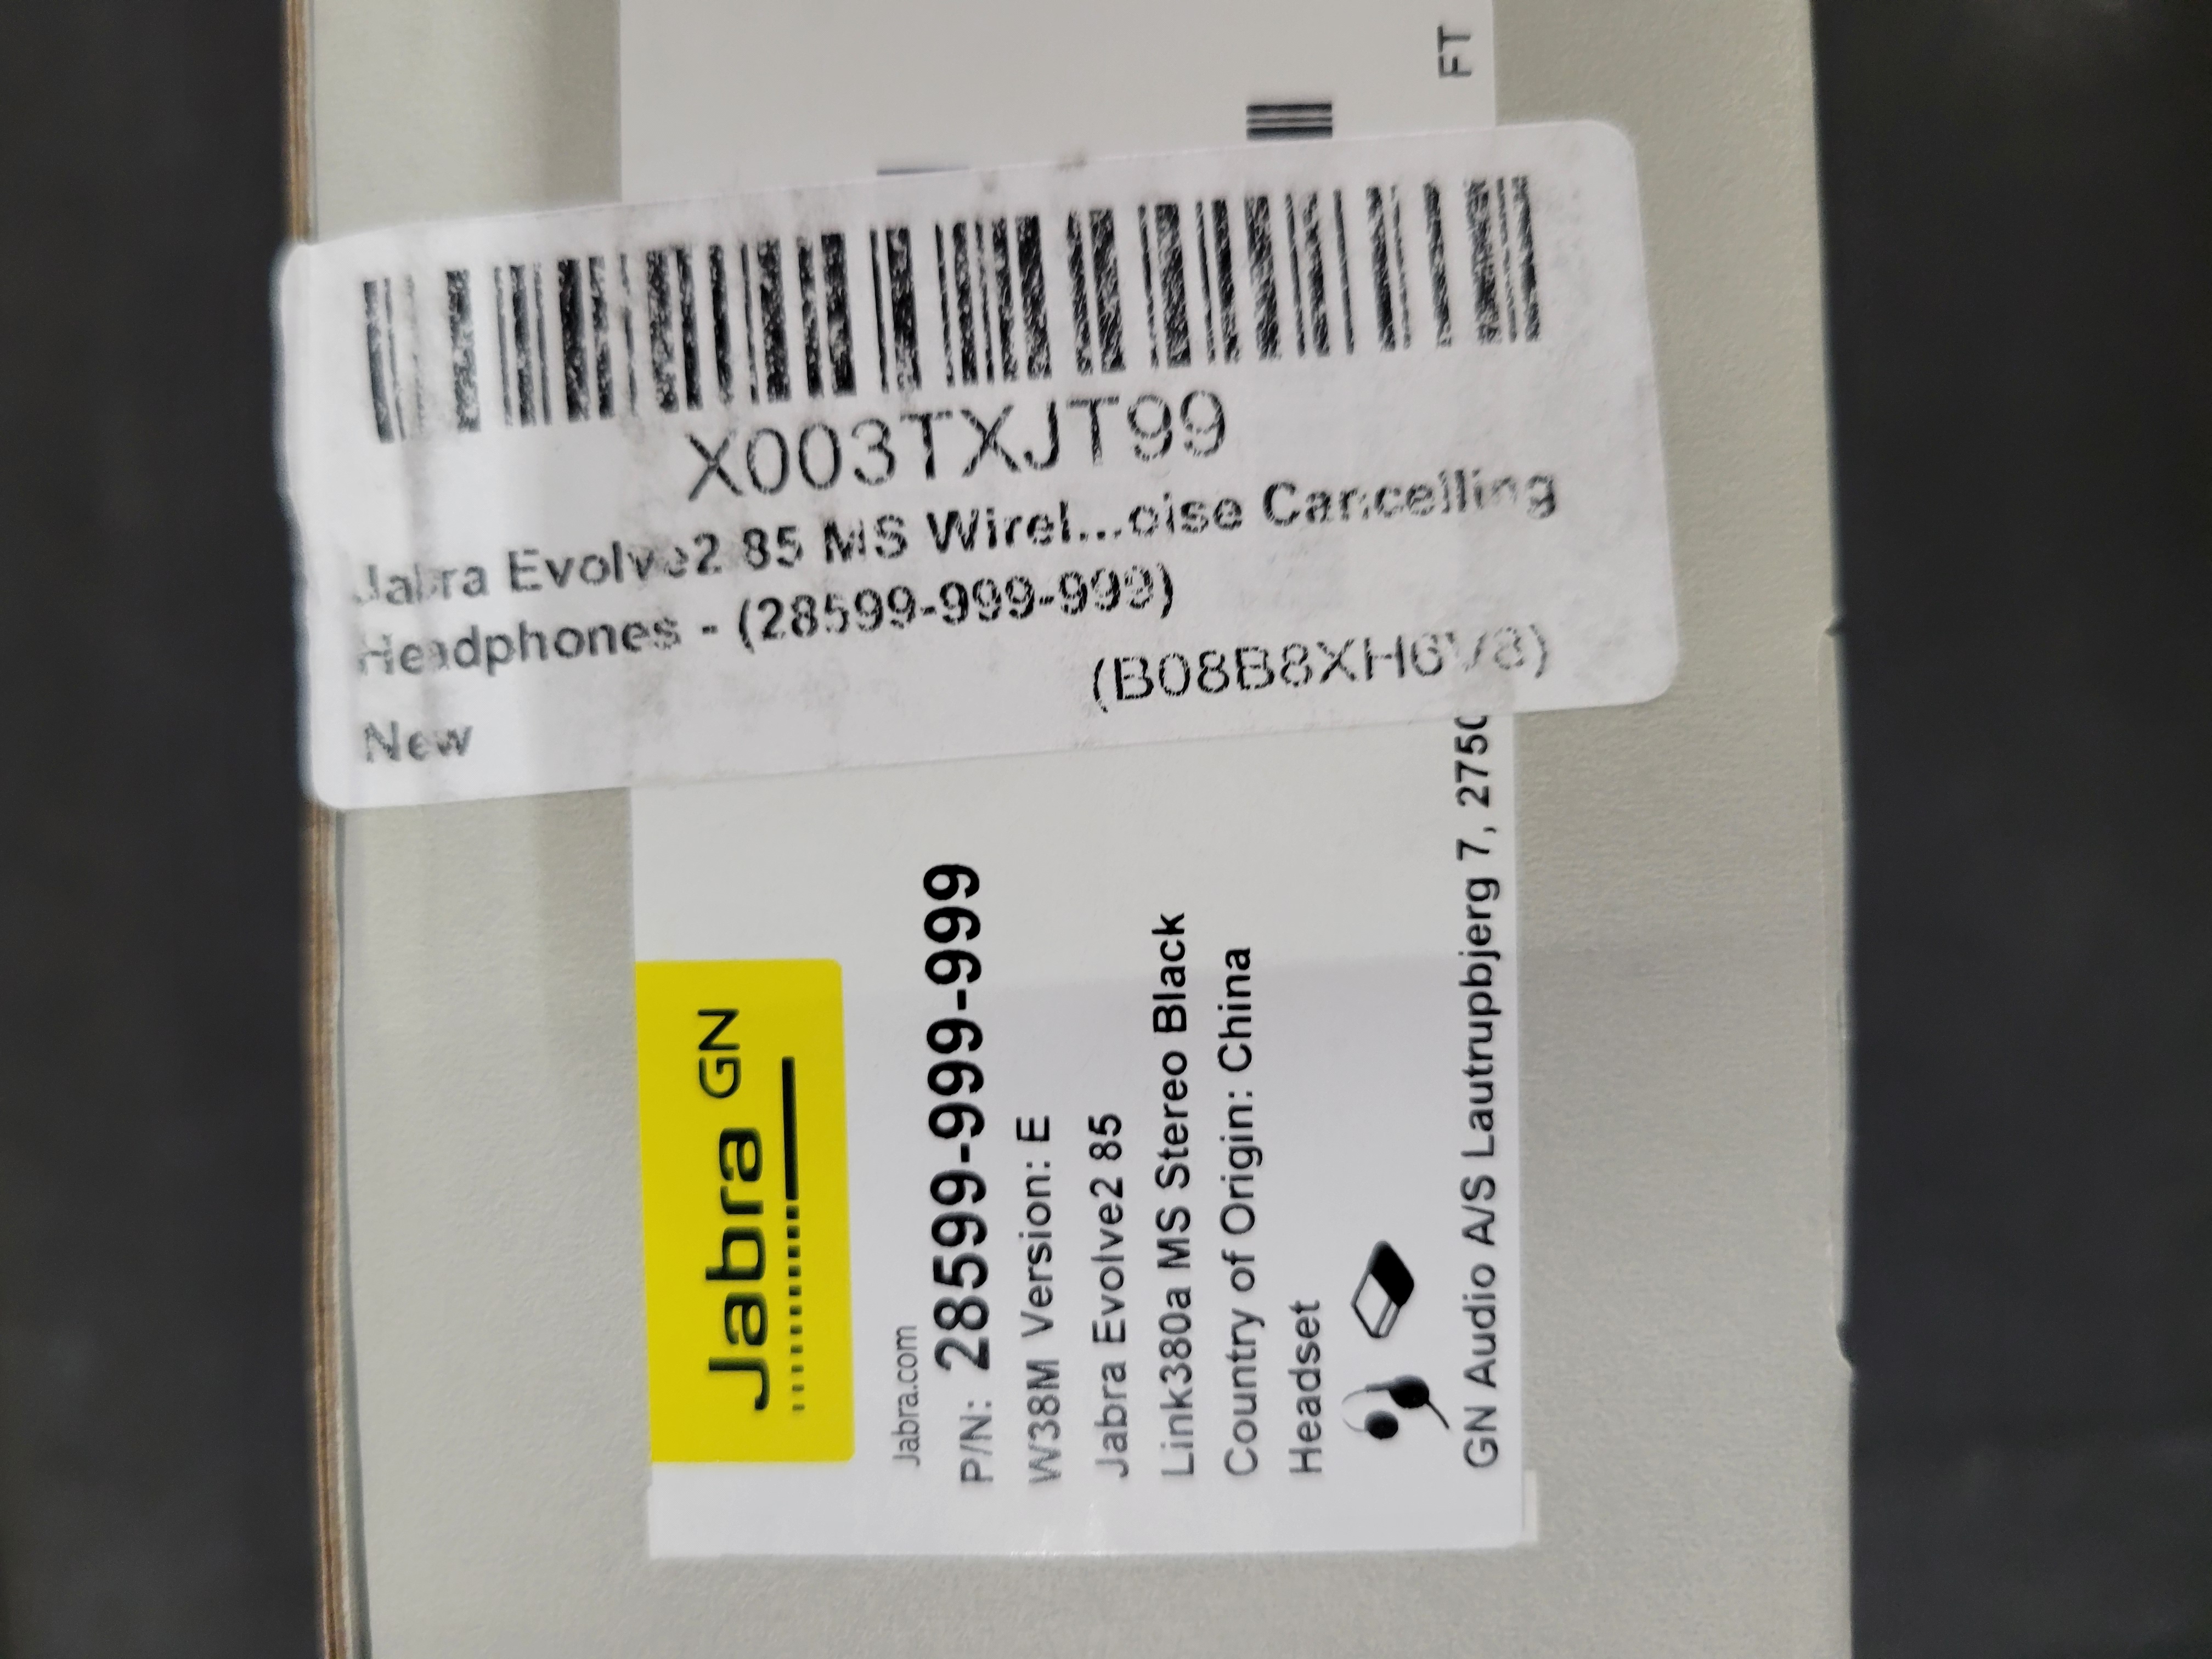 FT
X003TXJT99
Jabra Evolve2 85 MS Wirel...oise Cancelling
Headphones - (28599-999-999)
(B08B8XH6V8)
New
Jabra GN
Jabra.com
P/N: 28599-999-999
W38M Version: E
Jabra Evolve2 85
Link380a MS Stereo Black
Country of Origin: China
Headset
GN Audio A/S Lautrupbjerg 7, 2750